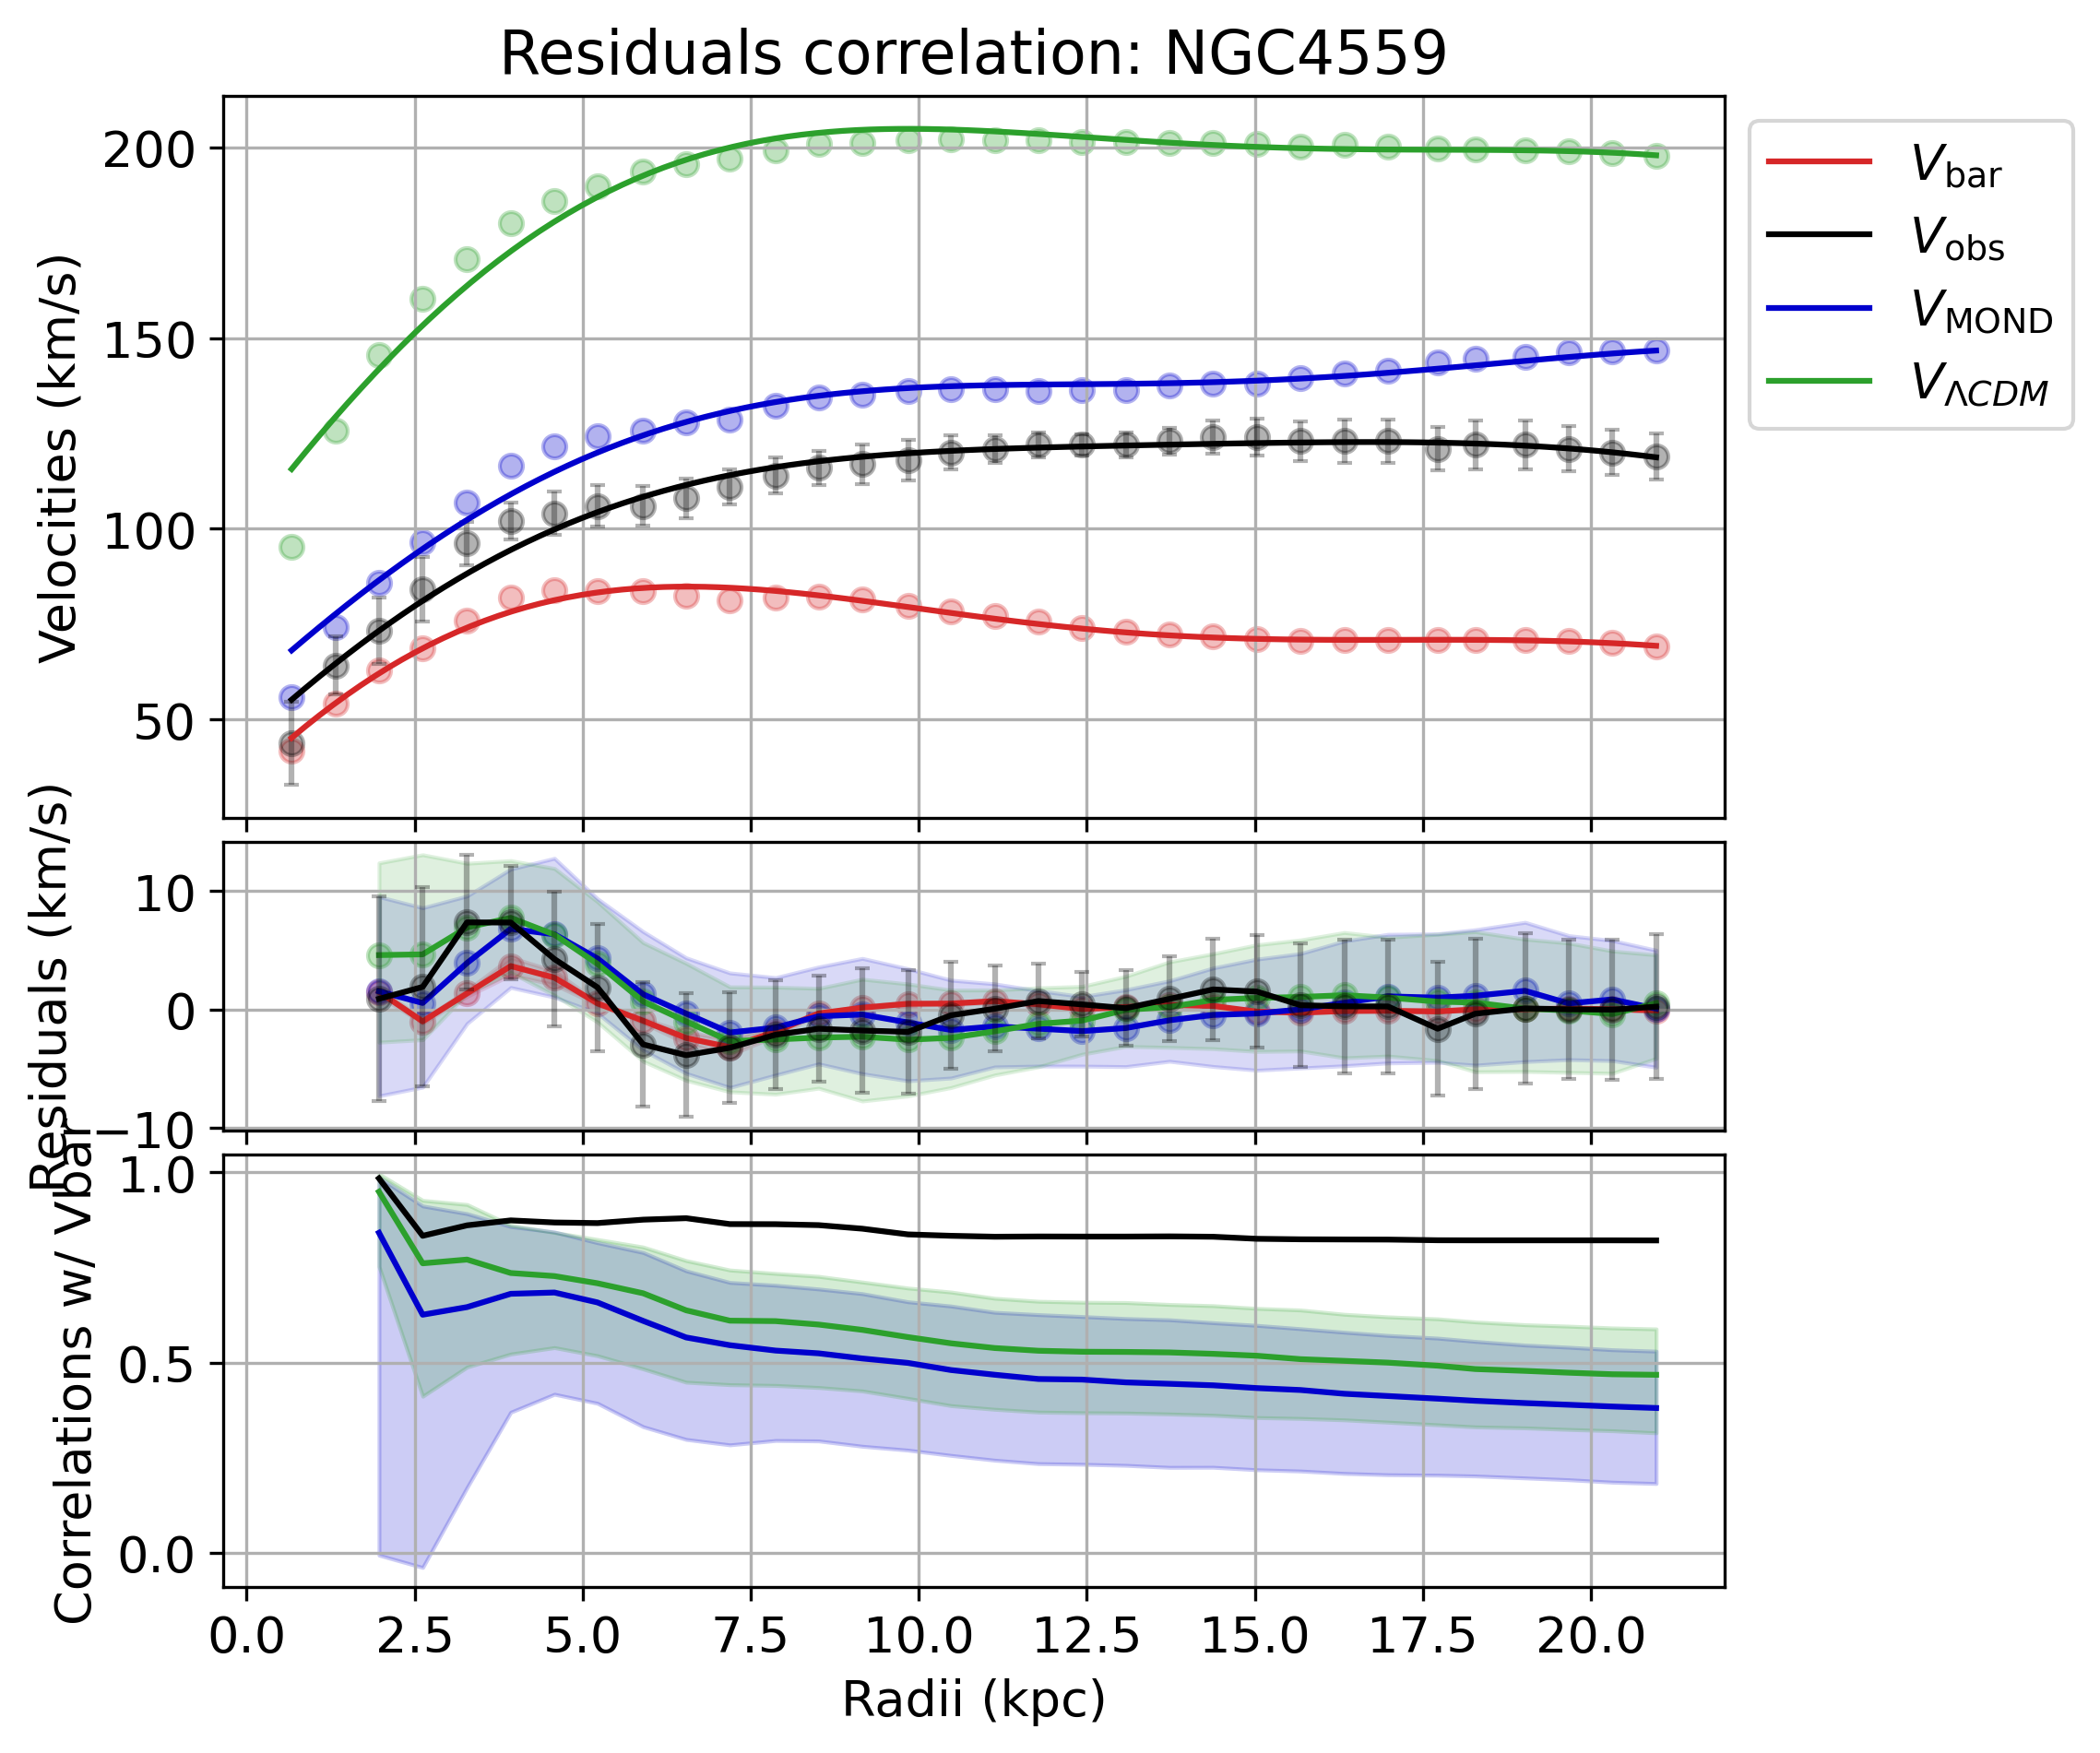 Residuals correlation: NGC4559
Velocities (km/s)
200
150
100
50
V_bar
V_obs
V_MOND
V_ΛCDM
Residuals (km/s)
10
0
−10
Correlations w/ Vbar
1.0
0.5
0.0
0.0 2.5 5.0 7.5 10.0 12.5 15.0 17.5 20.0
Radii (kpc)